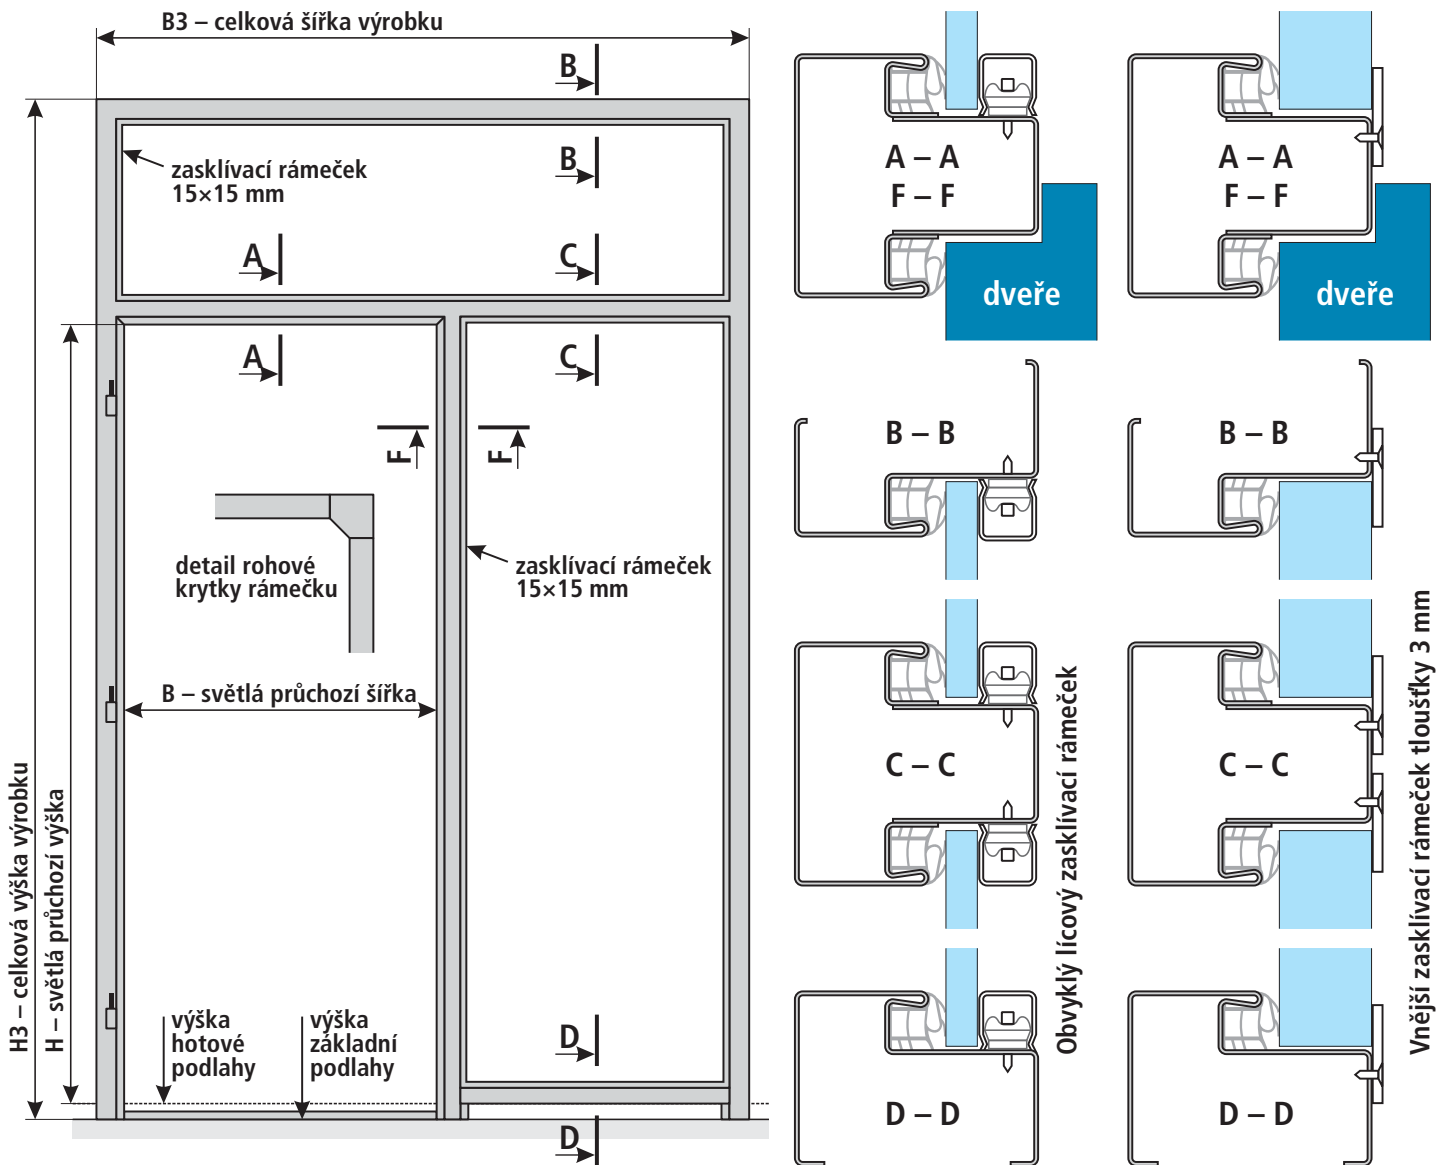 B3 – celková šířka výrobku
B
B
zasklívací rámeček
15×15 mm
A
C
A
C
F
F
detail rohové
krytky rámečku
zasklívací rámeček
15×15 mm
B – světlá průchozí šířka
H3 – celková výška výrobku
H – světlá průchozí výška
výška
hotové
podlahy
výška
základní
podlahy
D
D
A – A
F – F
dveře
B – B
C – C
D – D
Obvyklý lícový zasklívací rámeček
A – A
F – F
dveře
B – B
C – C
D – D
Vnější zasklívací rámeček tloušťky 3 mm